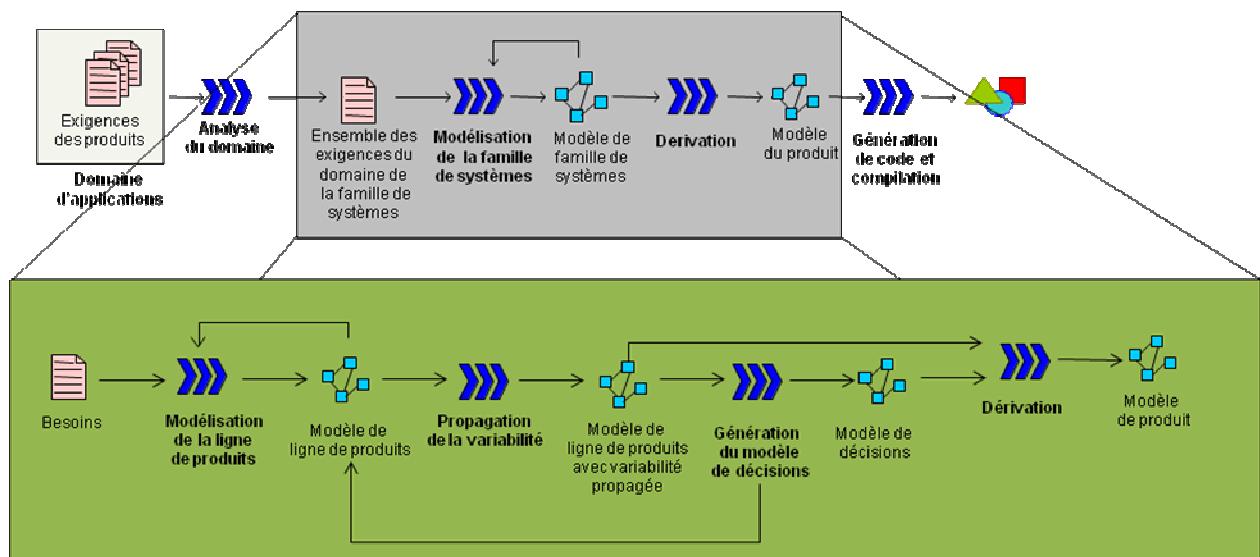 Exigences
des produits
Domaine
d'applications
Analyse
du domaine
Ensemble des
exigences du
domaine de
la famille de
systèmes
Modélisation
de la famille
de systèmes
Modèle de
famille de
systèmes
Derivation
Modèle
du produit
Génération
de code et
compilation
Besoins
Modélisation
de la ligne
de produits
Modèle de
ligne de produits
Propagation
de la variabilité
Modèle de
ligne de produits
avec variabilité
propagée
Génération
du modèle
de décisions
Modèle de
décisions
Dérivation
Modèle
de produit